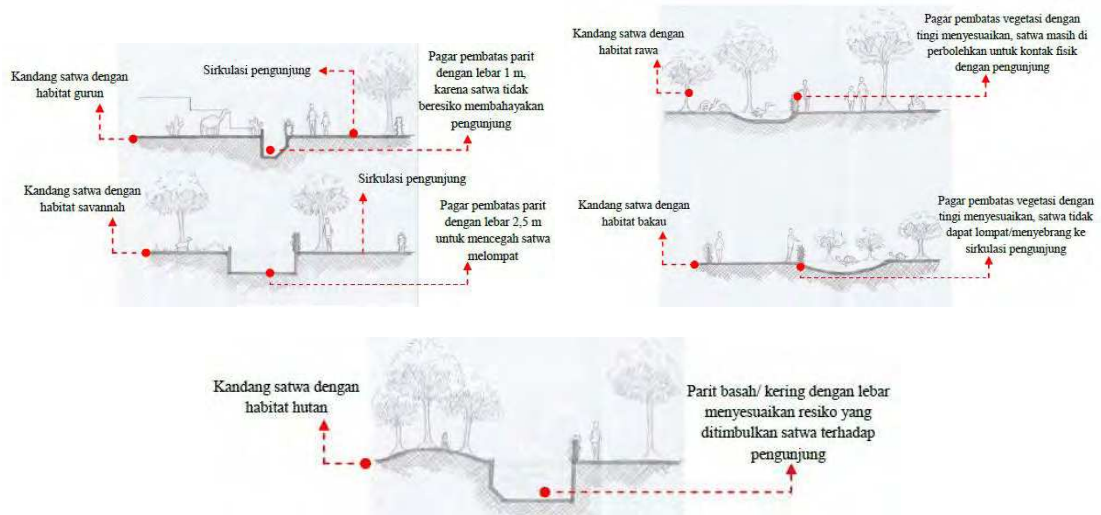 Kandang satwa dengan
habitat gurun
Sirkulasi pengunjung
Pagar pembatas parit
dengan lebar 1 m,
karena satwa tidak
beresiko membahayakan
pengunjung
Kandang satwa dengan
habitat savannah
Sirkulasi pengunjung
Pagar pembatas parit
dengan lebar 2,5 m
untuk mencegah satwa
melompat
Kandang satwa dengan
habitat rawa
Pagar pembatas vegetasi dengan
tingi menyesuaikan, satwa masih di
perbolehkan untuk kontak fisik
dengan pengunjung
Kandang satwa dengan
habitat bakau
Pagar pembatas vegetasi dengan
tingi menyesuaikan, satwa tidak
dapat lompat/menyebrang ke
sirkulasi pengunjung
Kandang satwa dengan
habitat hutan
Parit basah/ kering dengan lebar
menyesuaikan resiko yang
ditimbulkan satwa terhadap
pengunjung